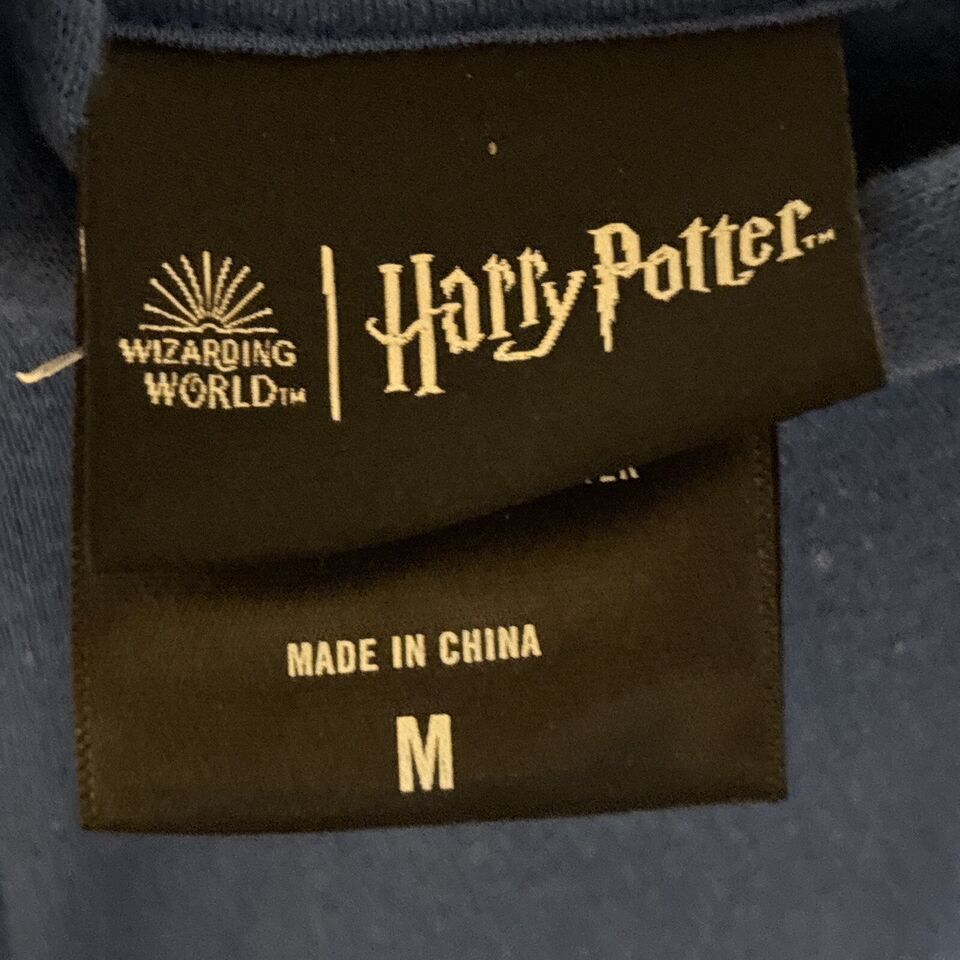 WIZARDING
WORLD™
Harry Potter™
MADE IN CHINA
M